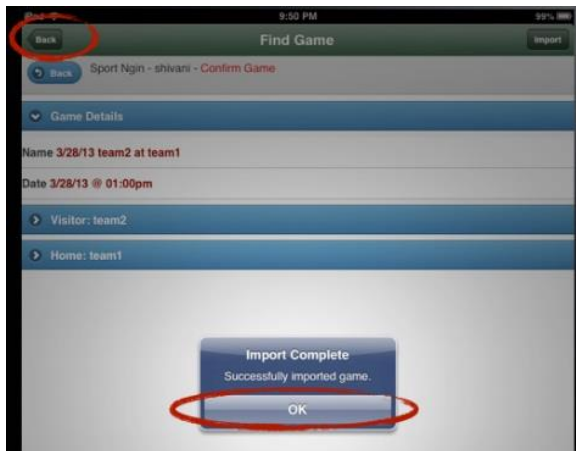 iPad 9:50 PM 99%
Back Find Game Import
Back Sport Ngin - shivani - Confirm Game
Game Details
Name 3/28/13 team2 at team1
Date 3/28/13 @ 01:00pm
Visitor: team2
Home: team1
Import Complete
Successfully imported game.
OK